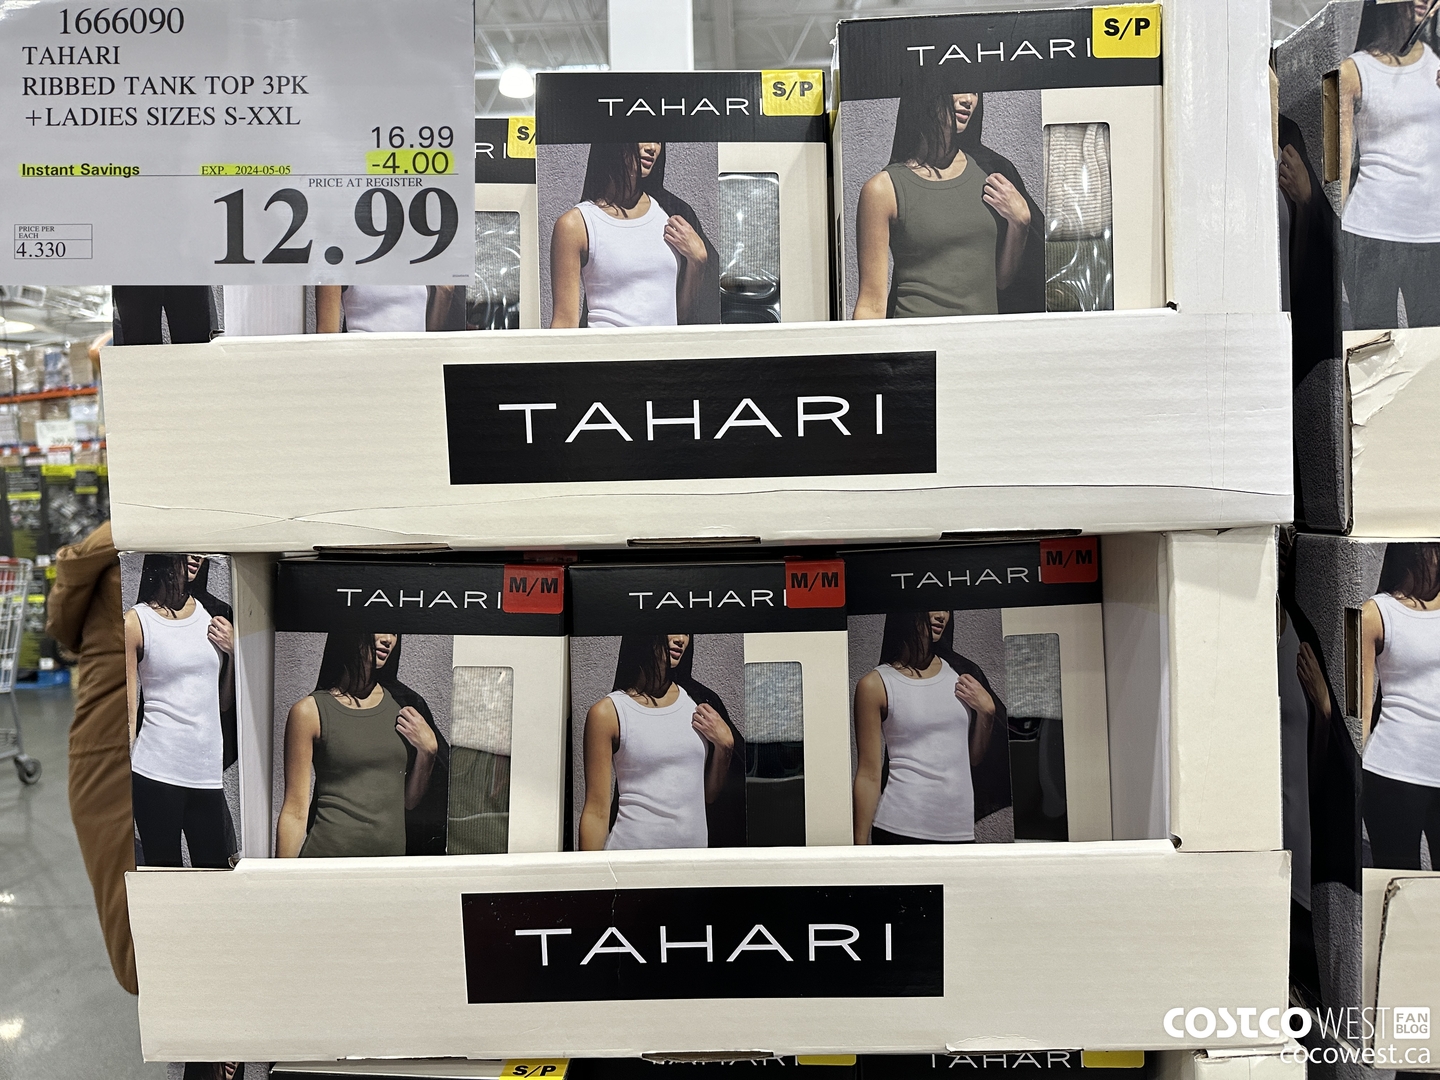 1666090
TAHARI
RIBBED TANK TOP 3PK
+LADIES SIZES S-XXL
16.99
Instant Savings EXP. 2024-05-05 -4.00
PRICE AT REGISTER
12.99
PRICE PER
EACH
4.330
TAHARI S/P
TAHARI S/P
RI S/
TAHARI
TAHARI M/M
TAHARI M/M
TAHARI M/M
TAHARI
S/P
TAHARI
COSTCO WEST FAN
BLOG
cocowest.ca